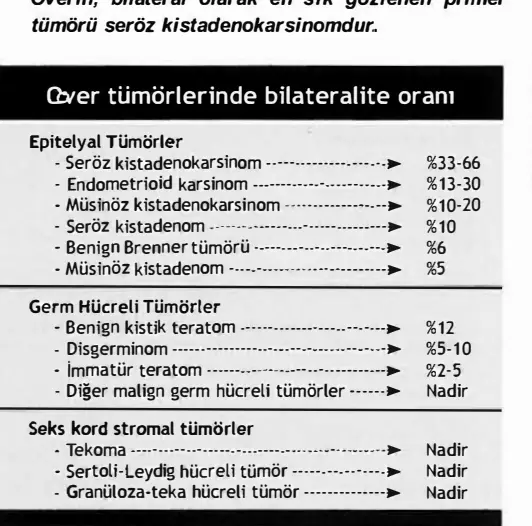 Overin, bilateral olarak en sık gözlenen primer
tümörü seröz kistadenokarsinomdur.
Over tümörlerinde bilateralite oranı
Epitelyal Tümörler
- Seröz kistadenokarsinom %33-66
- Endometrioid karsinom %13-30
- Müsinöz kistadenokarsinom %10-20
- Seröz kistadenom %10
- Benign Brenner tümörü %6
- Müsinöz kistadenom %5
Germ Hücreli Tümörler
- Benign kistik teratom %12
- Disgerminom %5-10
- İmmatür teratom %2-5
- Diğer malign germ hücreli tümörler Nadir
Seks kord stromal tümörler
- Tekoma Nadir
- Sertoli-Leydig hücreli tümör Nadir
- Granüloza-teka hücreli tümör Nadir